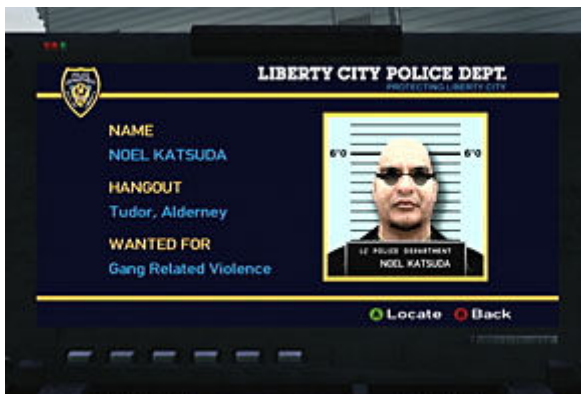 LIBERTY CITY POLICE DEPT.
PROTECTING LIBERTY CITY
NAME
NOEL KATSUDA
HANGOUT
Tudor, Alderney
WANTED FOR
Gang Related Violence
6'0 6'0
LC POLICE DEPARTMENT
NOEL KATSUDA
A Locate B Back